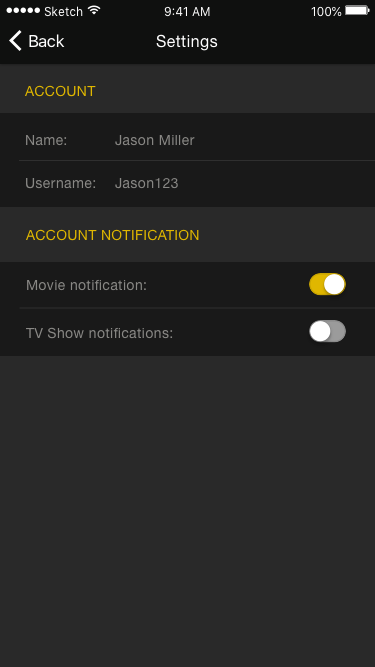 Sketch 9:41 AM 100%
Back Settings
ACCOUNT
Name: Jason Miller
Username: Jason123
ACCOUNT NOTIFICATION
Movie notification:
TV Show notifications: